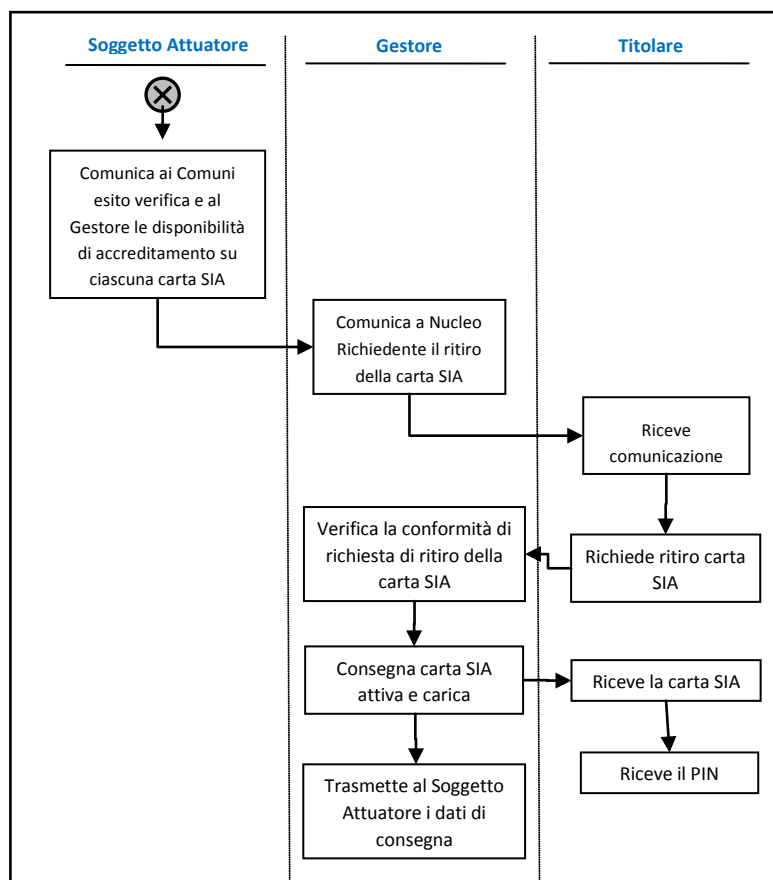 Soggetto Attuatore
Gestore
Titolare
Comunica ai Comuni
esito verifica e al
Gestore le disponibilità
di accreditamento su
ciascuna carta SIA
Comunica a Nucleo
Richiedente il ritiro
della carta SIA
Riceve
comunicazione
Richiede ritiro carta
SIA
Verifica la conformità di
richiesta di ritiro della
carta SIA
Consegna carta SIA
attiva e carica
Riceve la carta SIA
Riceve il PIN
Trasmette al Soggetto
Attuatore i dati di
consegna